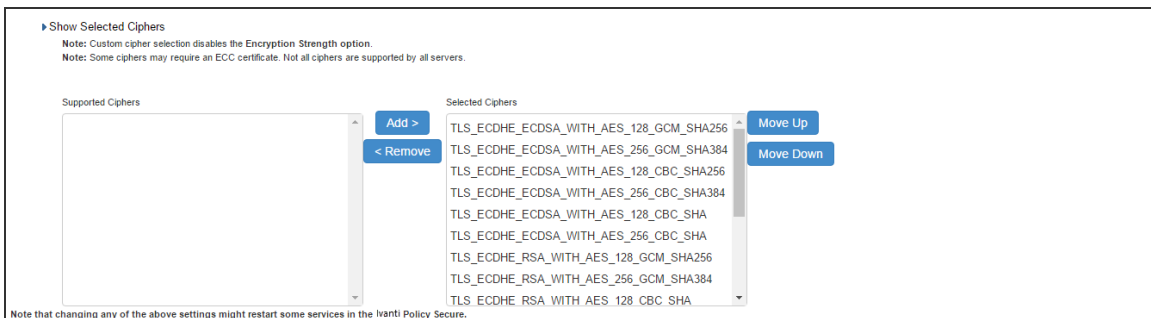 Show Selected Ciphers
Note: Custom cipher selection disables the Encryption Strength option.
Note: Some ciphers may require an ECC certificate. Not all ciphers are supported by all servers.
Supported Ciphers
Selected Ciphers
Add >
< Remove
TLS_ECDHE_ECDSA_WITH_AES_128_GCM_SHA256
TLS_ECDHE_ECDSA_WITH_AES_256_GCM_SHA384
TLS_ECDHE_ECDSA_WITH_AES_128_CBC_SHA256
TLS_ECDHE_ECDSA_WITH_AES_256_CBC_SHA384
TLS_ECDHE_ECDSA_WITH_AES_128_CBC_SHA
TLS_ECDHE_ECDSA_WITH_AES_256_CBC_SHA
TLS_ECDHE_RSA_WITH_AES_128_GCM_SHA256
TLS_ECDHE_RSA_WITH_AES_256_GCM_SHA384
TLS_ECDHE_RSA_WITH_AES_128_CBC_SHA
Move Up
Move Down
Note that changing any of the above settings might restart some services in the Ivanti Policy Secure.